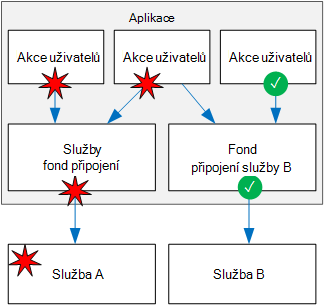 Aplikace
Akce uživatelů
Akce uživatelů
Akce uživatelů
Služby
fond připojení
Fond
připojení služby B
Služba A
Služba B